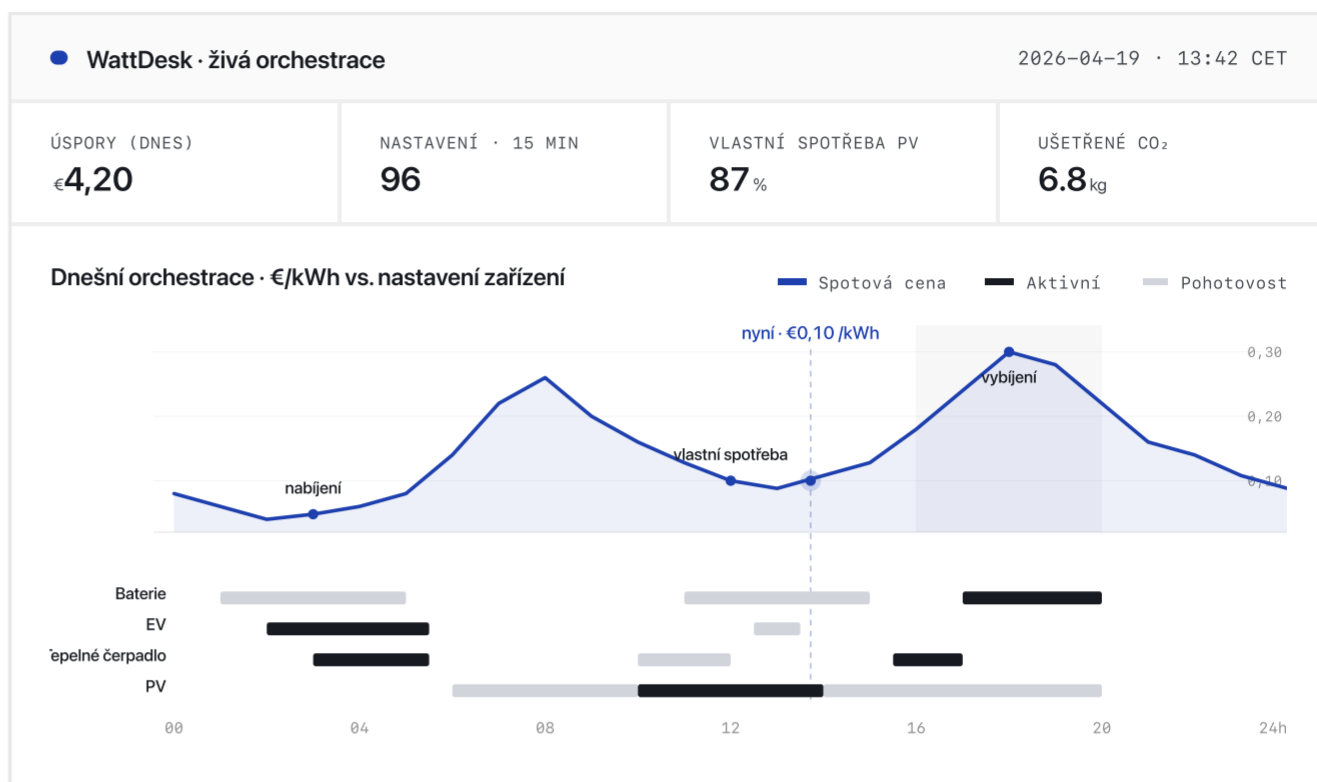 WattDesk · živá orchestrace
2026–04–19 · 13:42 CET
ÚSPORY (DNES)
€4,20
NASTAVENÍ · 15 MIN
96
VLASTNÍ SPOTŘEBA PV
87 %
UŠETŘENÉ CO₂
6.8 kg
Dnešní orchestrace · €/kWh vs. nastavení zařízení
Spotová cena
Aktivní
Pohotovost
nyní · €0,10 /kWh
0,30
vybíjení
0,20
vlastní spotřeba
0,10
nabíjení
Baterie
EV
epelné čerpadlo
PV
00 04 08 12 16 20 24h